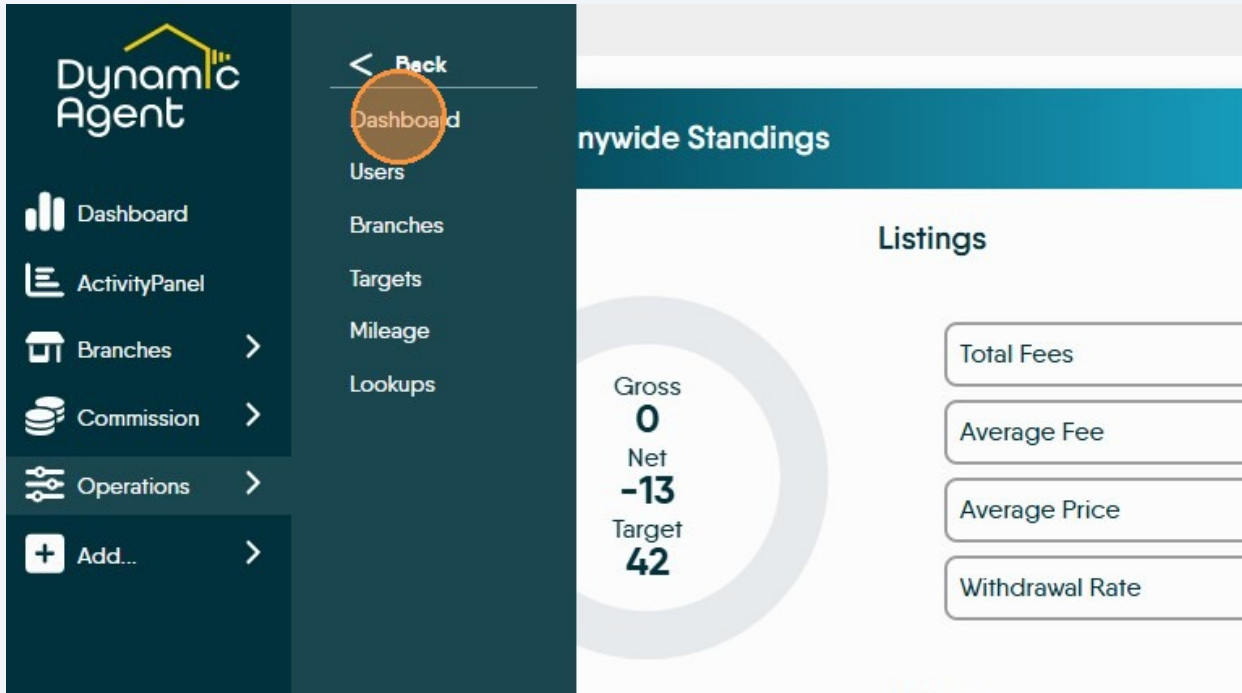 Dynamic
Agent
Dashboard
ActivityPanel
Branches
Commission
Operations
Add...
< Back
Dashboard
Users
Branches
Targets
Mileage
Lookups
nywide Standings
Listings
Gross
0
Net
-13
Target
42
Total Fees
Average Fee
Average Price
Withdrawal Rate